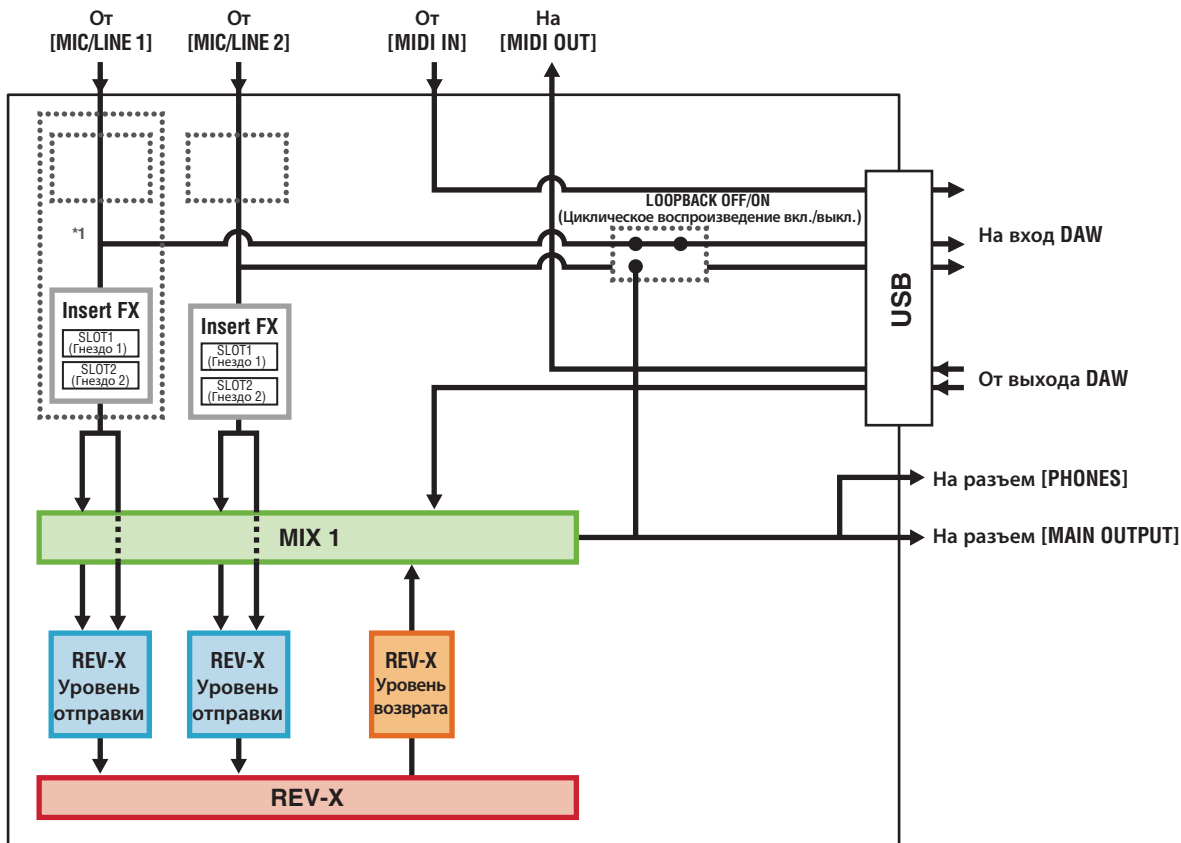 От
[MIC/LINE 1]
От
[MIC/LINE 2]
От
[MIDI IN]
На
[MIDI OUT]
LOOPBACK OFF/ON
(Циклическое воспроизведение вкл./выкл.)
*1
На вход DAW
USB
Insert FX
SLOT1
(Гнездо 1)
SLOT2
(Гнездо 2)
Insert FX
SLOT1
(Гнездо 1)
SLOT2
(Гнездо 2)
От выхода DAW
На разъем [PHONES]
MIX 1
На разъем [MAIN OUTPUT]
REV-X
Уровень
отправки
REV-X
Уровень
отправки
REV-X
Уровень
возврата
REV-X